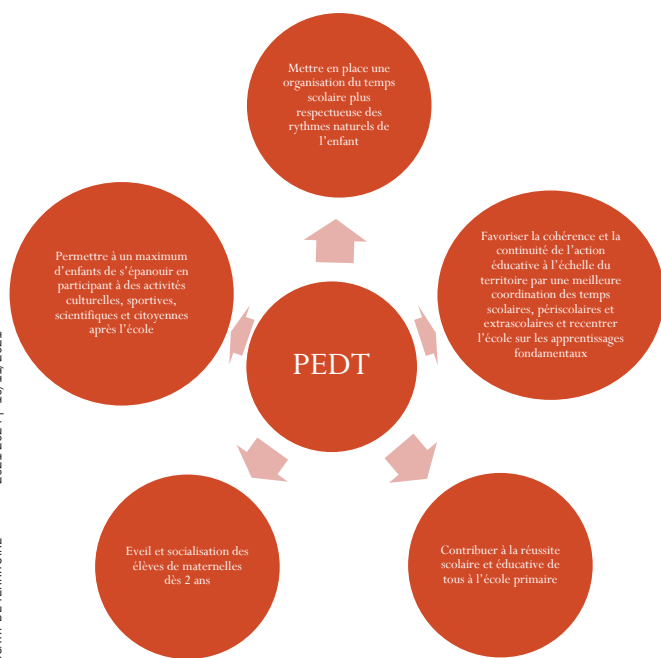 Mettre en place une
organisation du temps
scolaire plus
respectueuse des
rythmes naturels de
l'enfant
Permettre à un maximum
d'enfants de s'épanouir en
participant à des activités
culturelles, sportives,
scientifiques et citoyennes
après l'école
Favoriser la cohérence et la
continuité de l'action
éducative à l'échelle du
territoire par une meilleure
coordination des temps
scolaires, périscolaires et
extrascolaires et recentrer
l'école sur les apprentissages
fondamentaux
PEDT
Eveil et socialisation des
élèves de maternelles
dès 2 ans
Contribuer à la réussite
scolaire et éducative de
tous à l'école primaire